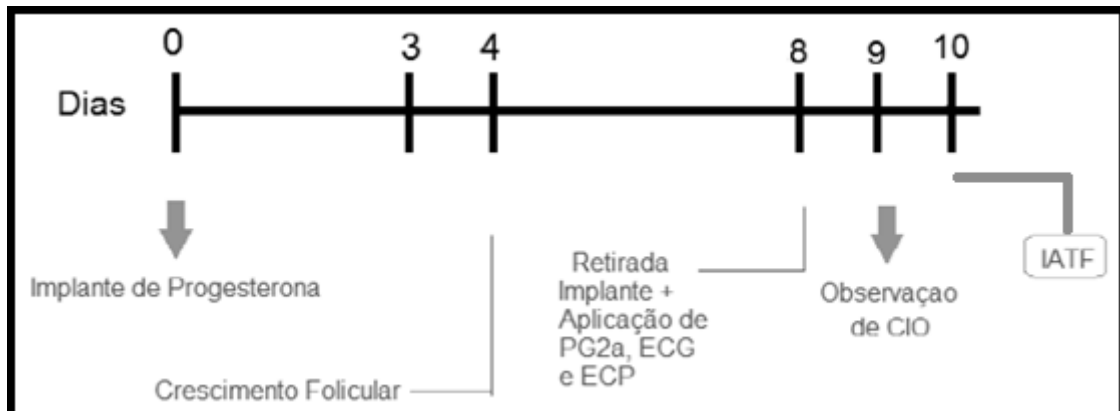 0 3 4 8 9 10
Dias
Implante de Progesterona
Crescimento Folicular
Retirada
Implante +
Aplicação de
PG2a, ECG
e ECP
Observaçao
de CIO
IATF